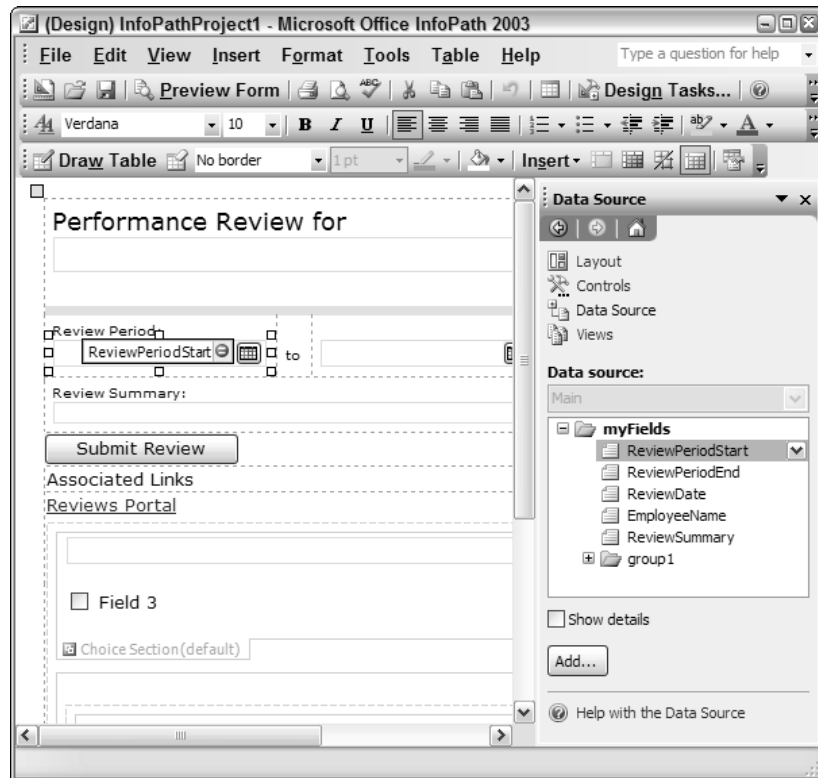 (Design) InfoPathProject1 - Microsoft Office InfoPath 2003
File Edit View Insert Format Tools Table Help Type a question for help
Preview Form ABC Design Tasks...
Verdana 10 B I U ab A
Draw Table No border 1 pt Insert
Performance Review for
Review Period
ReviewPeriodStart to
Review Summary:
Submit Review
Associated Links
Reviews Portal
Field 3
Choice Section (default)
Data Source
Layout
Controls
Data Source
Views
Data source:
Main
myFields
ReviewPeriodStart
ReviewPeriodEnd
ReviewDate
EmployeeName
ReviewSummary
group1
Show details
Add...
Help with the Data Source